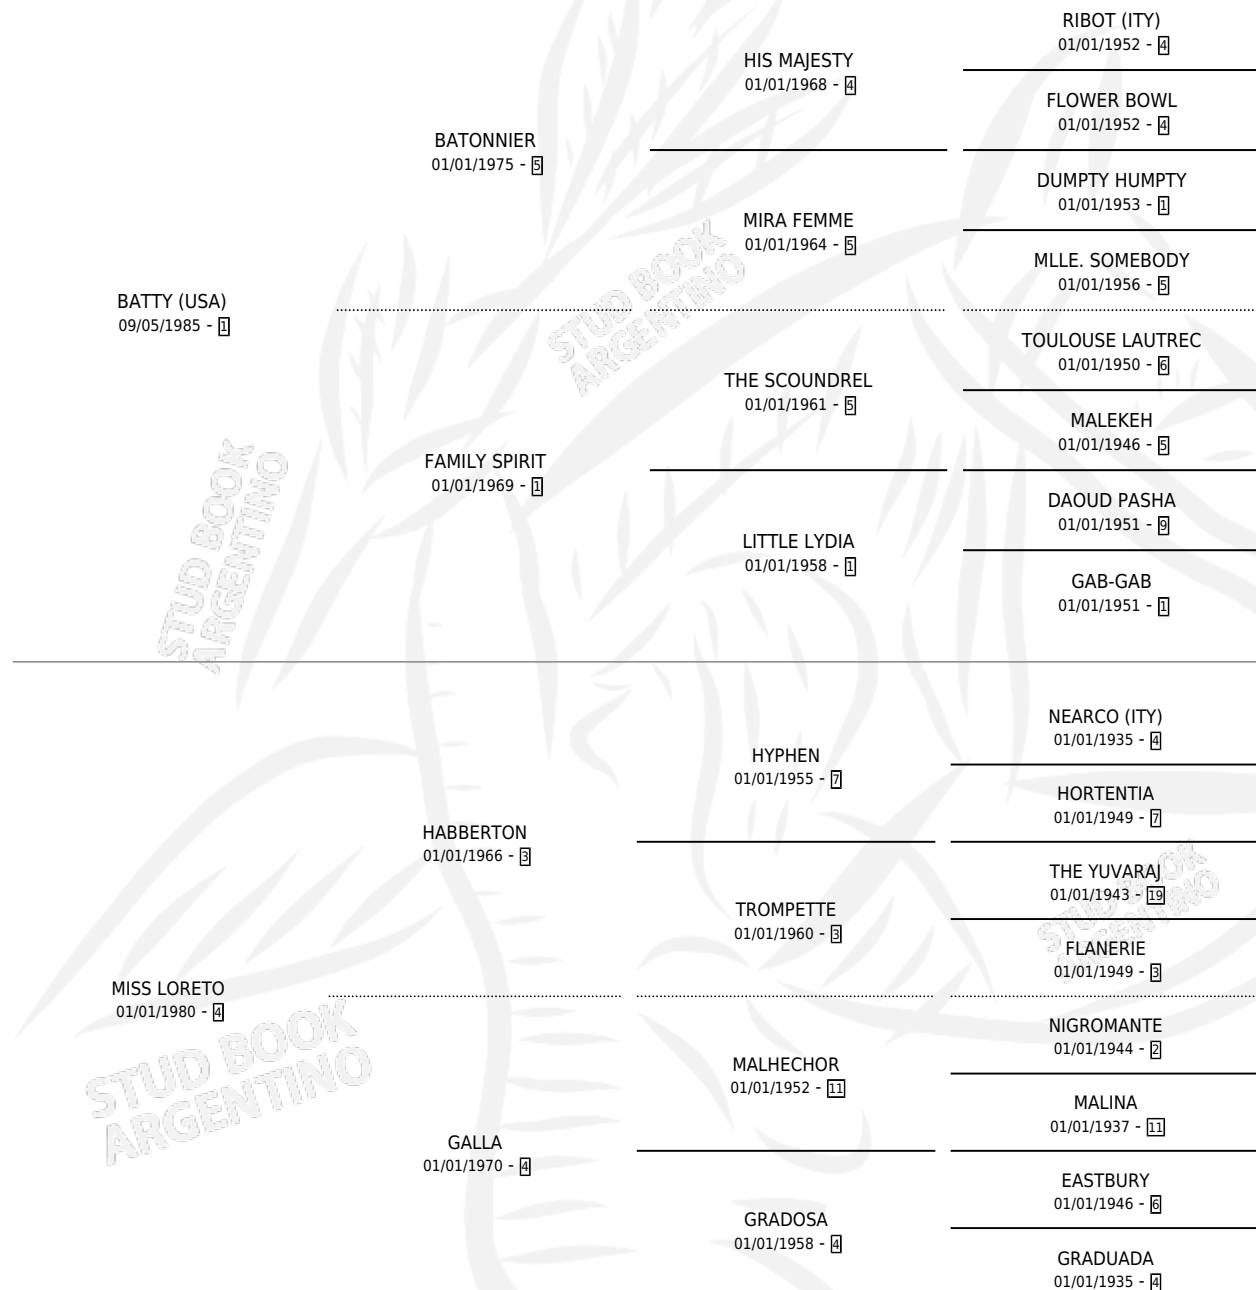 RIBOT (ITY)
01/01/1952 - 4
HIS MAJESTY
01/01/1968 - 4
FLOWER BOWL
01/01/1952 - 4
BATONNIER
01/01/1975 - 5
DUMPTY HUMPTY
01/01/1953 - 1
MIRA FEMME
01/01/1964 - 5
MLLE. SOMEBODY
01/01/1956 - 5
BATTY (USA)
09/05/1985 - 1
TOULOUSE LAUTREC
01/01/1950 - 6
THE SCOUNDREL
01/01/1961 - 5
MALEKEH
01/01/1946 - 5
FAMILY SPIRIT
01/01/1969 - 1
DAOUD PASHA
01/01/1951 - 9
LITTLE LYDIA
01/01/1958 - 1
GAB-GAB
01/01/1951 - 1
NEARCO (ITY)
01/01/1935 - 4
HYPHEN
01/01/1955 - 7
HORTENTIA
01/01/1949 - 7
HABBERTON
01/01/1966 - 3
THE YUVARAJ
01/01/1943 - 19
TROMPETTE
01/01/1960 - 3
FLANERIE
01/01/1949 - 3
MISS LORETO
01/01/1980 - 4
NIGROMANTE
01/01/1944 - 2
MALHECHOR
01/01/1952 - 11
MALINA
01/01/1937 - 11
GALLA
01/01/1970 - 4
EASTBURY
01/01/1946 - 6
GRADOSA
01/01/1958 - 4
GRADUADA
01/01/1935 - 4
STUD BOOK
ARGENTINO
STUD BOOK
ARGENTINO
STUD BOOK
ARGENTINO
STUD BOOK
ARGENTINO